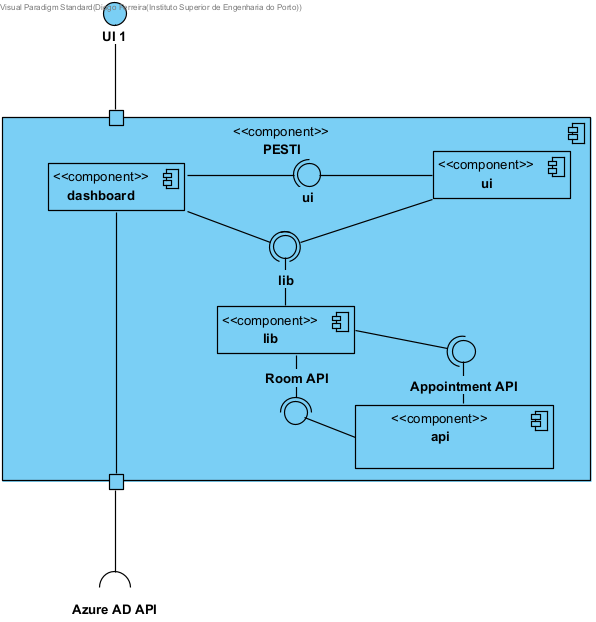 Visual Paradigm Standard(Diogo Ferreira(Instituto Superior de Engenharia do Porto))
UI 1
<<component>>
PESTI
<<component>>
dashboard
<<component>>
ui
ui
lib
<<component>>
lib
Room API
Appointment API
<<component>>
api
Azure AD API